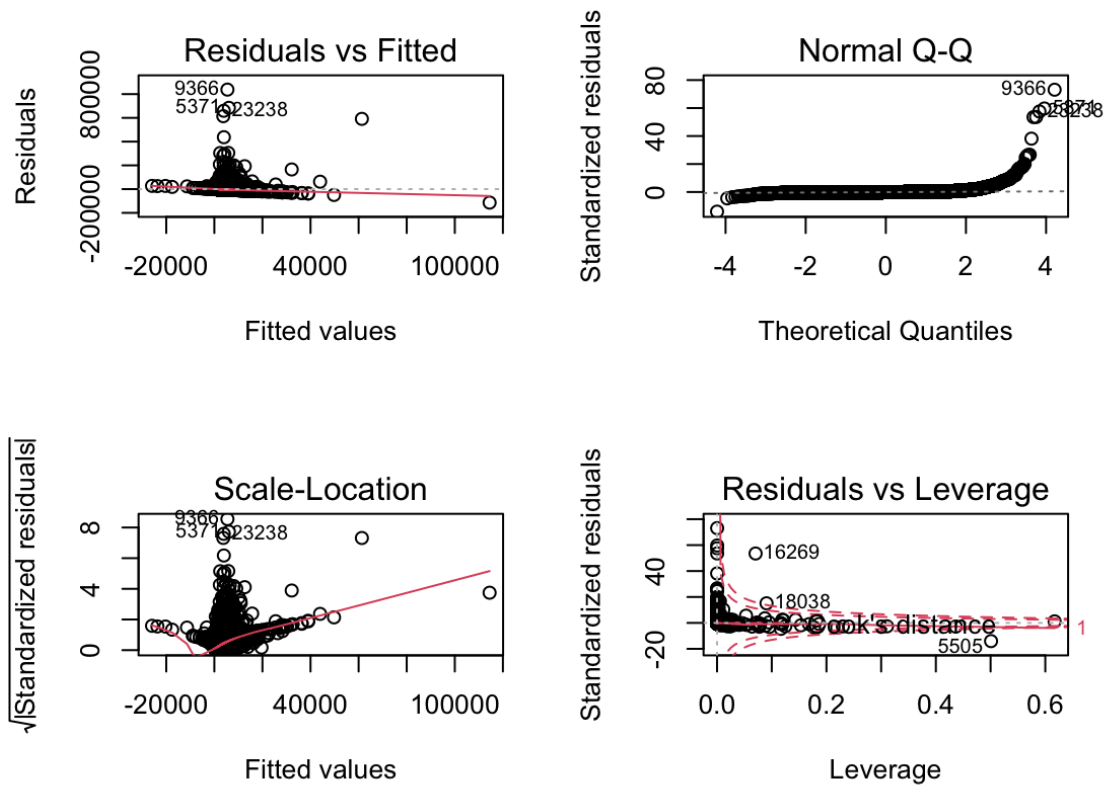 Residuals vs Fitted
Residuals
-200000
8000000
9366
5371
23238
-20000
40000
100000
Fitted values
Normal Q-Q
Standardized residuals
0
40
80
9366
5371
23238
-4
-2
0
2
4
Theoretical Quantiles
Scale-Location
√|Standardized residuals|
0
4
8
9366
5371
23238
-20000
40000
100000
Fitted values
Residuals vs Leverage
Standardized residuals
-20
40
16269
18038
Cook's distance
5505
1
0.0
0.2
0.4
0.6
Leverage